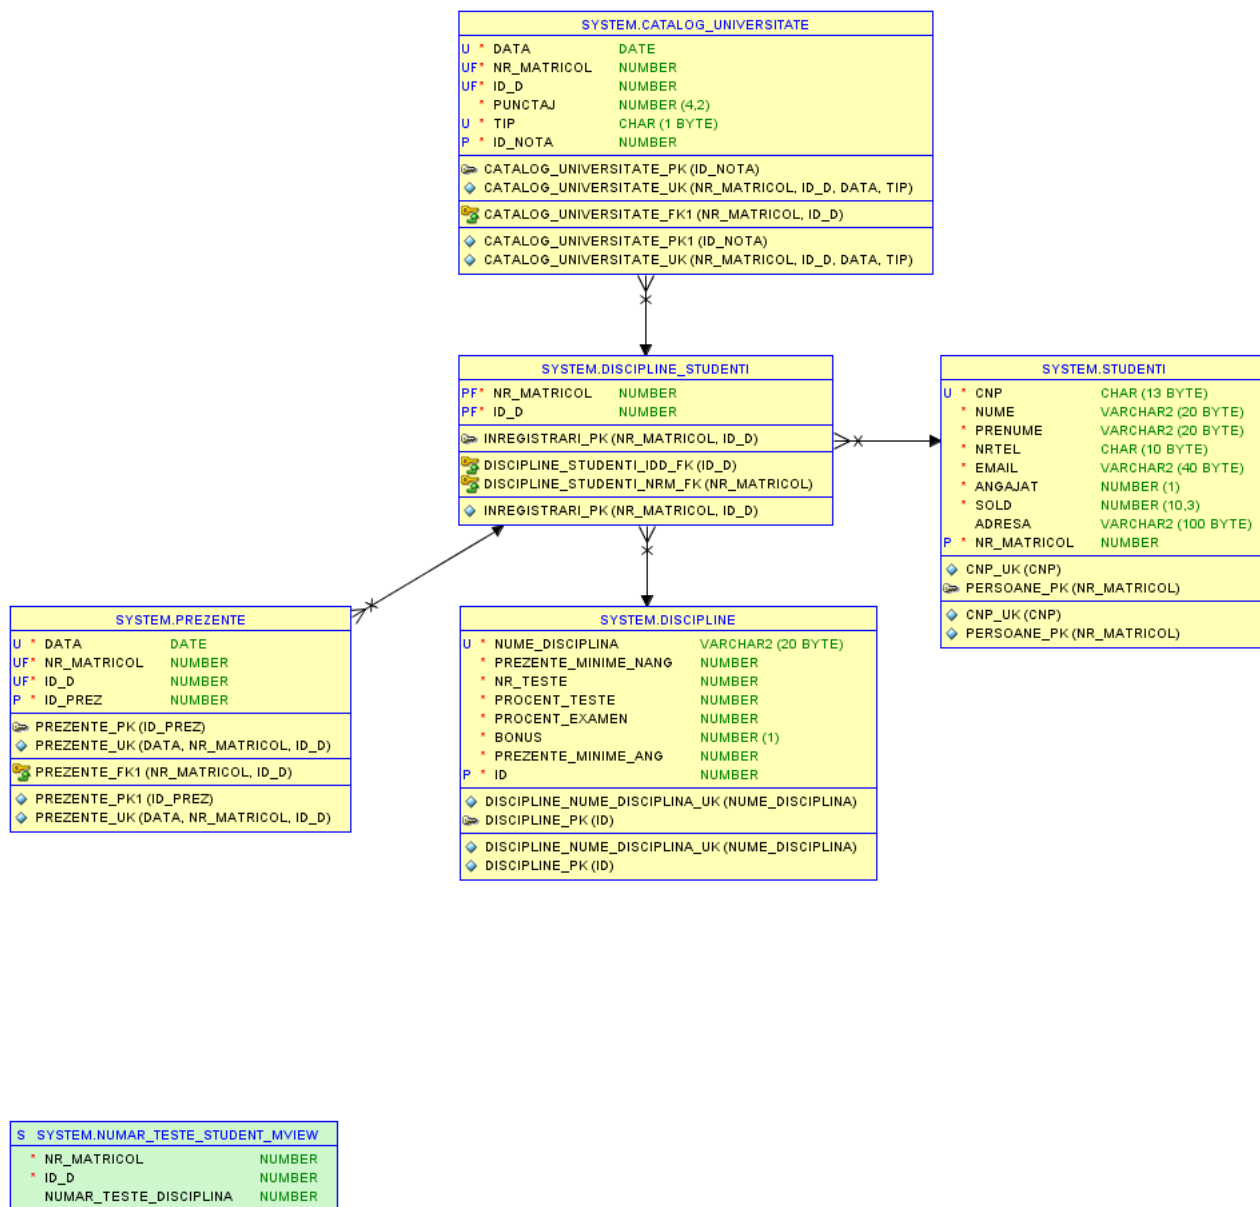 SYSTEM.CATALOG_UNIVERSITATE
U * DATA DATE
UF* NR_MATRICOL NUMBER
UF* ID_D NUMBER
* PUNCTAJ NUMBER (4,2)
U * TIP CHAR (1 BYTE)
P * ID_NOTA NUMBER
CATALOG_UNIVERSITATE_PK (ID_NOTA)
CATALOG_UNIVERSITATE_UK (NR_MATRICOL, ID_D, DATA, TIP)
CATALOG_UNIVERSITATE_FK1 (NR_MATRICOL, ID_D)
CATALOG_UNIVERSITATE_PK1 (ID_NOTA)
CATALOG_UNIVERSITATE_UK (NR_MATRICOL, ID_D, DATA, TIP)
SYSTEM.DISCIPLINE_STUDENTI
PF* NR_MATRICOL NUMBER
PF* ID_D NUMBER
INREGISTRARI_PK (NR_MATRICOL, ID_D)
DISCIPLINE_STUDENTI_IDD_FK (ID_D)
DISCIPLINE_STUDENTI_NRM_FK (NR_MATRICOL)
INREGISTRARI_PK (NR_MATRICOL, ID_D)
SYSTEM.STUDENTI
U * CNP CHAR (13 BYTE)
* NUME VARCHAR2 (20 BYTE)
* PRENUME VARCHAR2 (20 BYTE)
* NRTEL CHAR (10 BYTE)
* EMAIL VARCHAR2 (40 BYTE)
* ANGAJAT NUMBER (1)
* SOLD NUMBER (10,3)
ADRESA VARCHAR2 (100 BYTE)
P * NR_MATRICOL NUMBER
CNP_UK (CNP)
PERSOANE_PK (NR_MATRICOL)
CNP_UK (CNP)
PERSOANE_PK (NR_MATRICOL)
SYSTEM.PREZENTE
U * DATA DATE
UF* NR_MATRICOL NUMBER
UF* ID_D NUMBER
P * ID_PREZ NUMBER
PREZENTE_PK (ID_PREZ)
PREZENTE_UK (DATA, NR_MATRICOL, ID_D)
PREZENTE_FK1 (NR_MATRICOL, ID_D)
PREZENTE_PK1 (ID_PREZ)
PREZENTE_UK (DATA, NR_MATRICOL, ID_D)
SYSTEM.DISCIPLINE
U * NUME_DISCIPLINA VARCHAR2 (20 BYTE)
* PREZENTE_MINIME_NANG NUMBER
* NR_TESTE NUMBER
* PROCENT_TESTE NUMBER
* PROCENT_EXAMEN NUMBER
* BONUS NUMBER (1)
* PREZENTE_MINIME_ANG NUMBER
P * ID NUMBER
DISCIPLINE_NUME_DISCIPLINA_UK (NUME_DISCIPLINA)
DISCIPLINE_PK (ID)
DISCIPLINE_NUME_DISCIPLINA_UK (NUME_DISCIPLINA)
DISCIPLINE_PK (ID)
S SYSTEM.NUMAR_TESTE_STUDENT_MVIEW
* NR_MATRICOL NUMBER
* ID_D NUMBER
NUMAR_TESTE_DISCIPLINA NUMBER